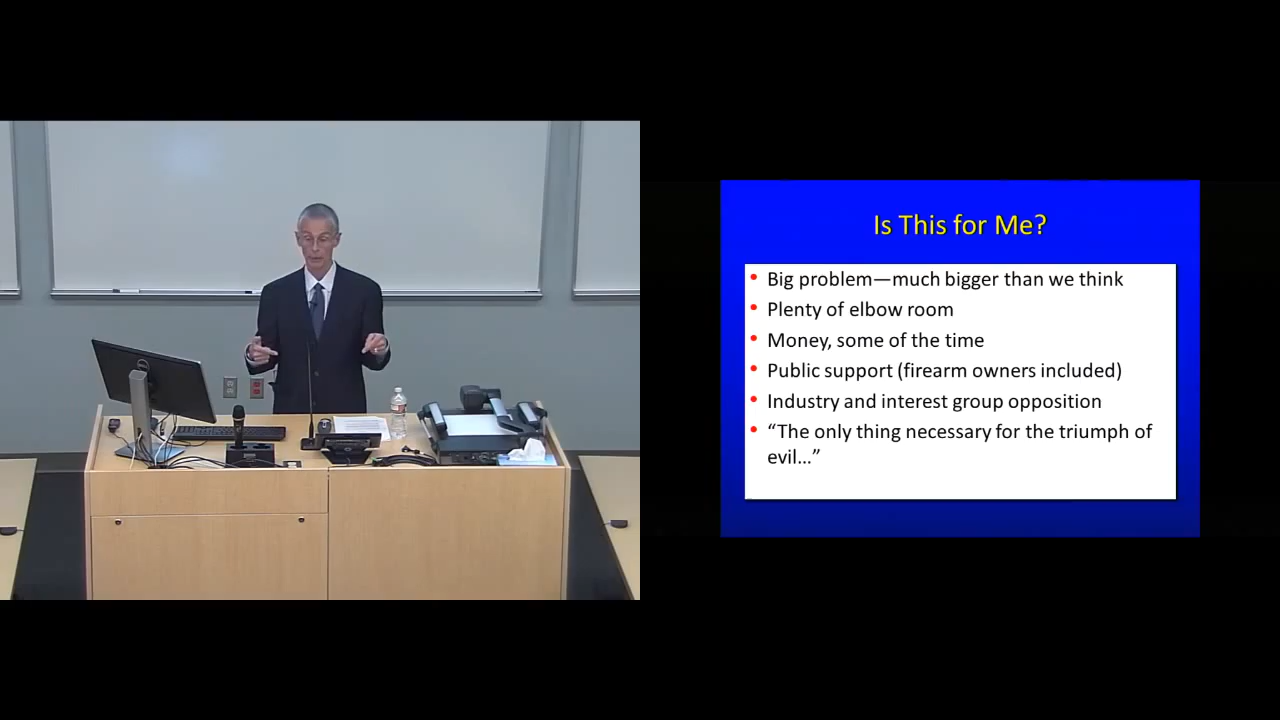 Is This for Me?
• Big problem—much bigger than we think
• Plenty of elbow room
• Money, some of the time
• Public support (firearm owners included)
• Industry and interest group opposition
• “The only thing necessary for the triumph of
evil…”